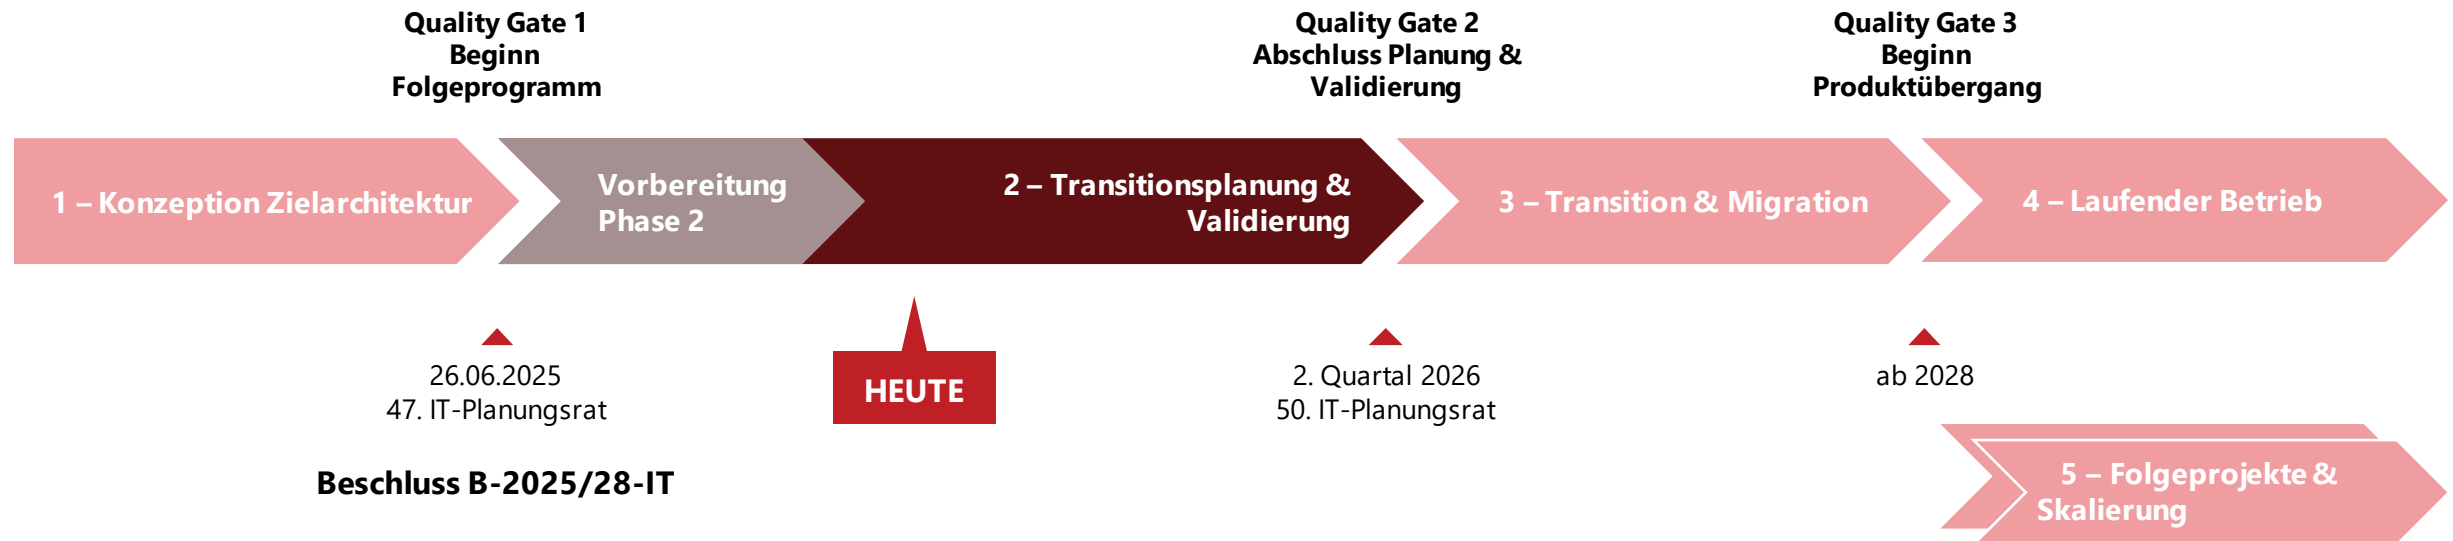 Quality Gate 1
Beginn
Folgeprogramm
Quality Gate 2
Abschluss Planung &
Validierung
Quality Gate 3
Beginn
Produktübergang
1 – Konzeption Zielarchitektur
Vorbereitung
Phase 2
2 – Transitionsplanung &
Validierung
3 – Transition & Migration
4 – Laufender Betrieb
26.06.2025
47. IT-Planungsrat
HEUTE
2. Quartal 2026
50. IT-Planungsrat
ab 2028
Beschluss B-2025/28-IT
5 – Folgeprojekte &
Skalierung